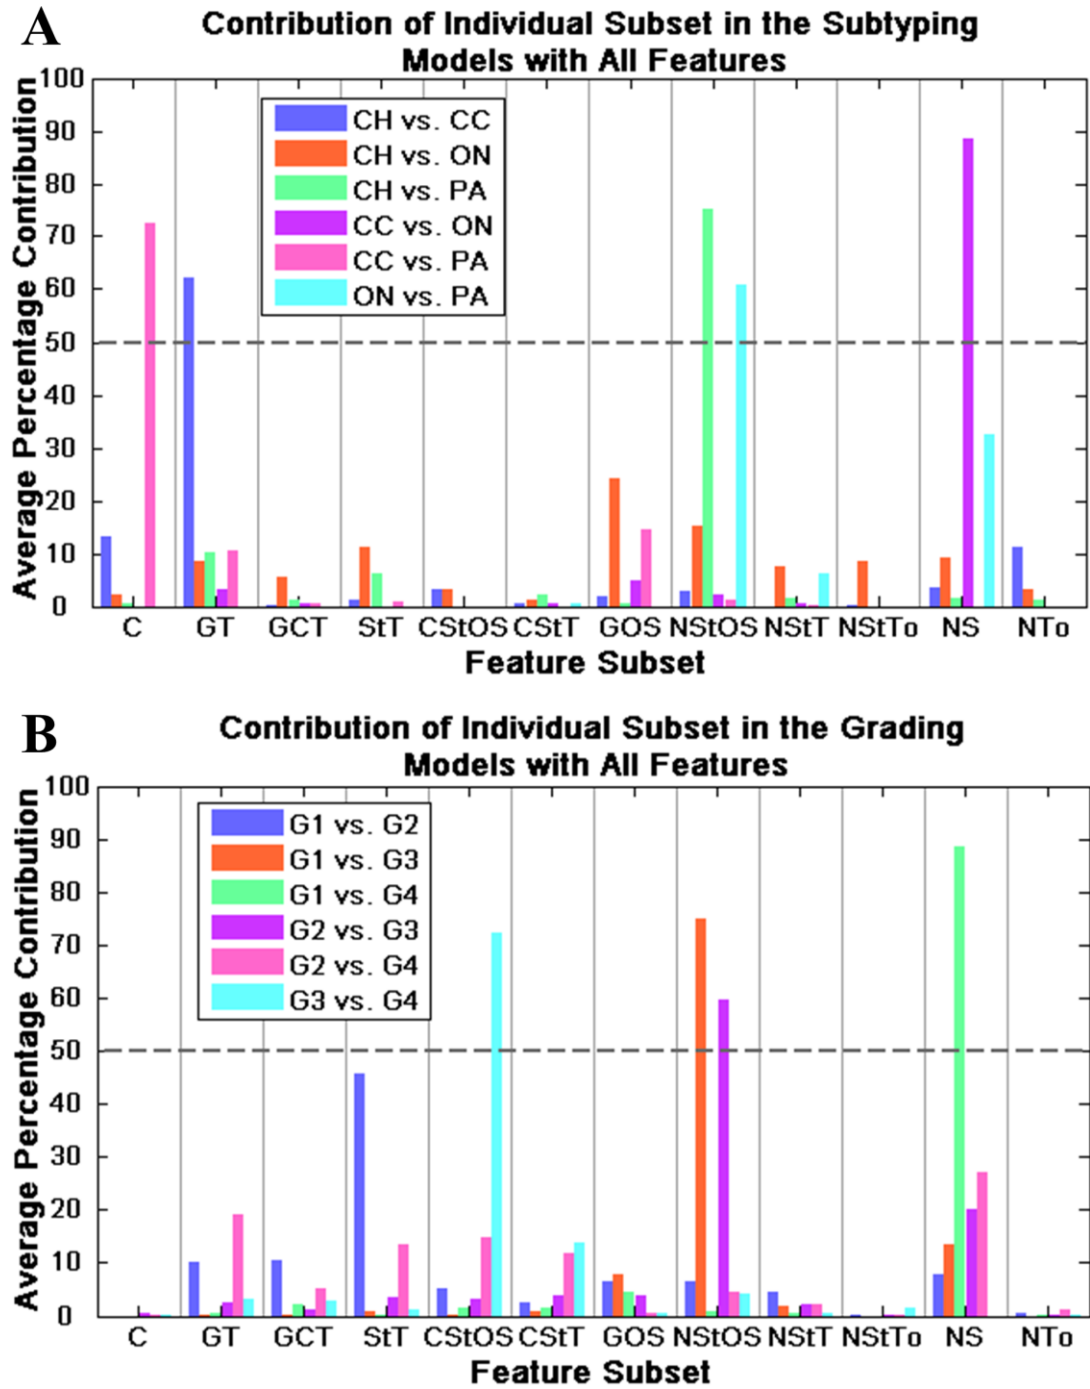 A
Contribution of Individual Subset in the Subtyping
Models with All Features
Average Percentage Contribution
100
90
80
70
60
50
40
30
20
10
0
CH vs. CC
CH vs. ON
CH vs. PA
CC vs. ON
CC vs. PA
ON vs. PA
C GT GCT StT CStOS CStT GOS NStOS NStT NStTo NS NTo
Feature Subset
B
Contribution of Individual Subset in the Grading
Models with All Features
Average Percentage Contribution
100
90
80
70
60
50
40
30
20
10
0
G1 vs. G2
G1 vs. G3
G1 vs. G4
G2 vs. G3
G2 vs. G4
G3 vs. G4
C GT GCT StT CStOS CStT GOS NStOS NStT NStTo NS NTo
Feature Subset